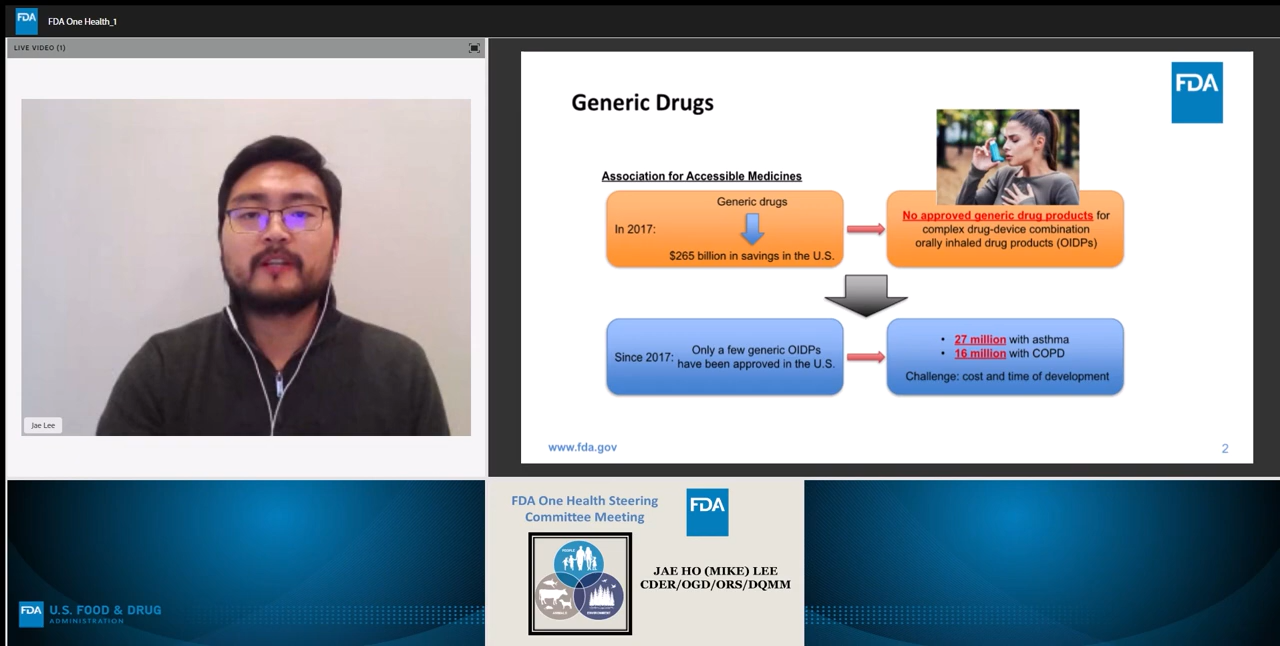 FDA
FDA One Health_1
LIVE VIDEO (1)
Jae Lee
Generic Drugs
FDA
Association for Accessible Medicines
Generic drugs
In 2017:
$265 billion in savings in the U.S.
No approved generic drug products for
complex drug-device combination
orally inhaled drug products (OIDPs)
Since 2017:
Only a few generic OIDPs
have been approved in the U.S.
• 27 million with asthma
• 16 million with COPD
Challenge: cost and time of development
www.fda.gov
2
FDA U.S. FOOD & DRUG
ADMINISTRATION
FDA One Health Steering
Committee Meeting
FDA
PEOPLE
ANIMALS
ENVIRONMENT
JAE HO (MIKE) LEE
CDER/OGD/ORS/DQMM